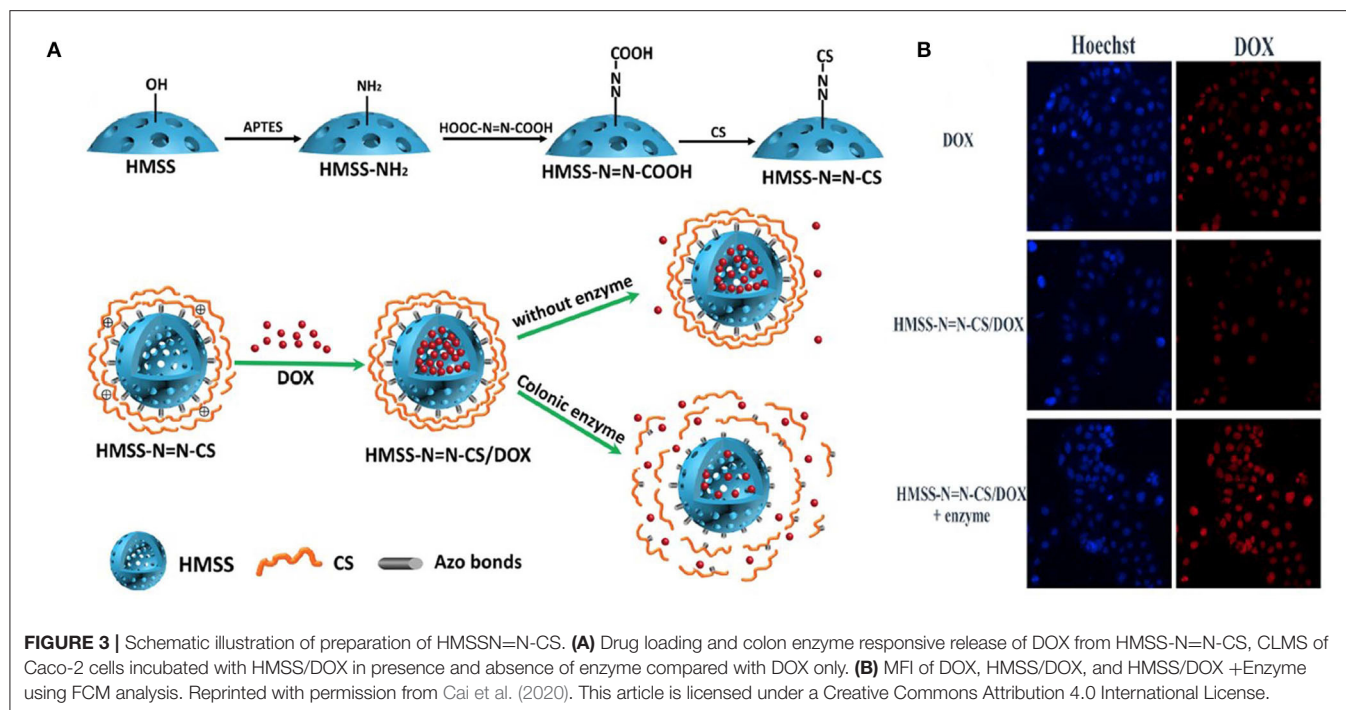 A
OH
HMSS
APTES
NH₂
HMSS-NH₂
HOOC-N=N-COOH
COOH
N
N
HMSS-N=N-COOH
CS
CS
N
N
HMSS-N=N-CS
HMSS-N=N-CS
DOX
HMSS-N=N-CS/DOX
without enzyme
Colonic enzyme
HMSS
CS
Azo bonds
B
Hoechst DOX
DOX
HMSS-N=N-CS/DOX
HMSS-N=N-CS/DOX
+ enzyme
FIGURE 3 | Schematic illustration of preparation of HMSSN=N-CS. (A) Drug loading and colon enzyme responsive release of DOX from HMSS-N=N-CS, CLMS of
Caco-2 cells incubated with HMSS/DOX in presence and absence of enzyme compared with DOX only. (B) MFI of DOX, HMSS/DOX, and HMSS/DOX +Enzyme
using FCM analysis. Reprinted with permission from Cai et al. (2020). This article is licensed under a Creative Commons Attribution 4.0 International License.